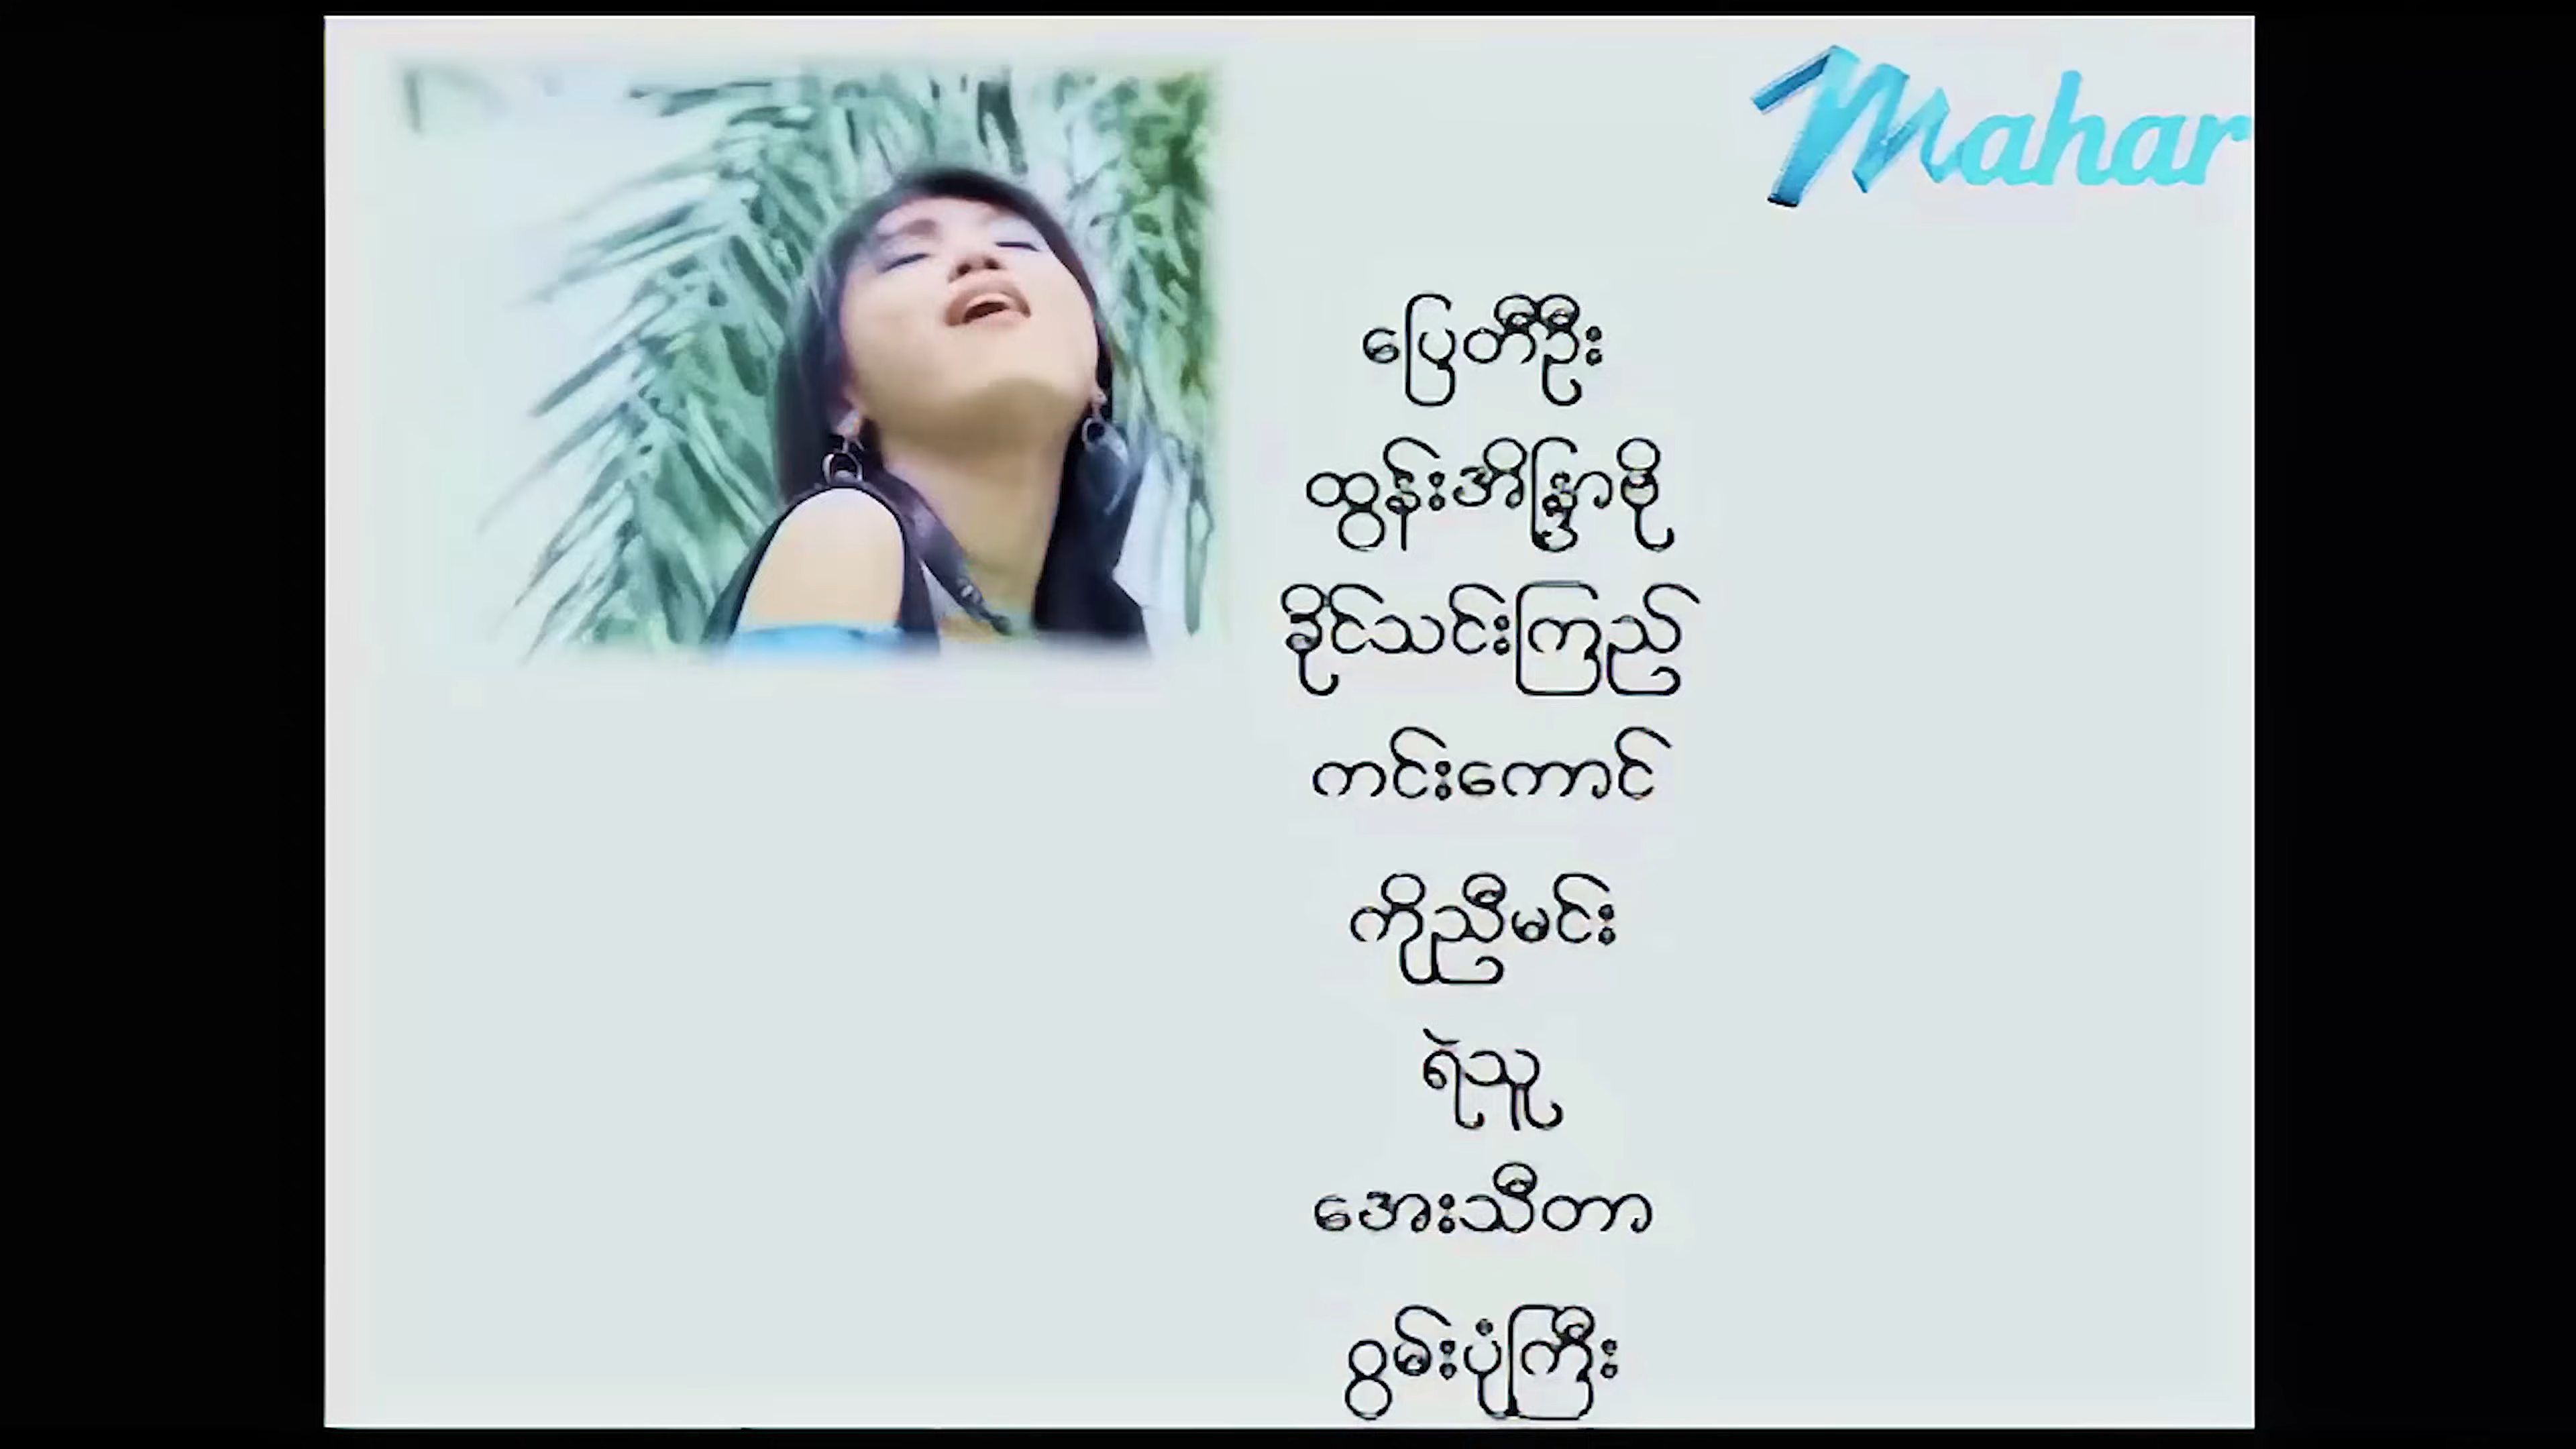 Mahar
ပြေတီဦး
ထွန်းအိန္ဒြာဗို
ခိုင်သင်းကြည်
ကင်းကောင်
ကိုညီမင်း
ရဲသူ
အေးသီတာ
ဝွမ်းပုံကြီး